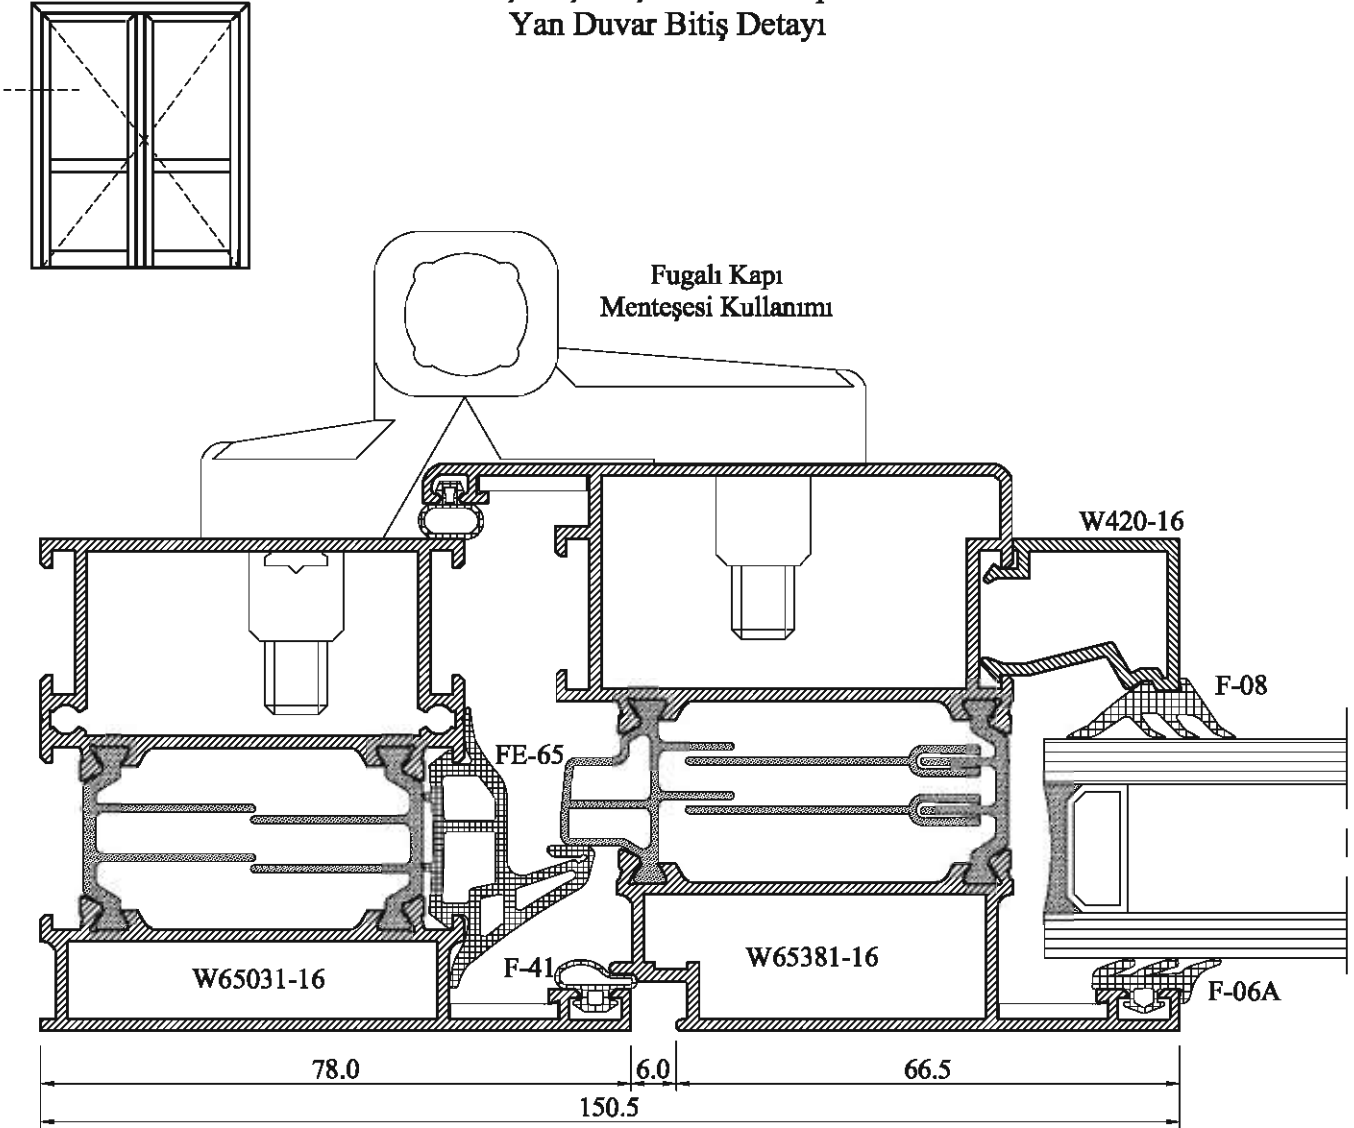 Yan Duvar Bitiş Detayı
Fugalı Kapı
Menteşesi Kullanımı
W420-16
F-08
FE-65
W65031-16
F-41
W65381-16
F-06A
78.0
6.0
66.5
150.5